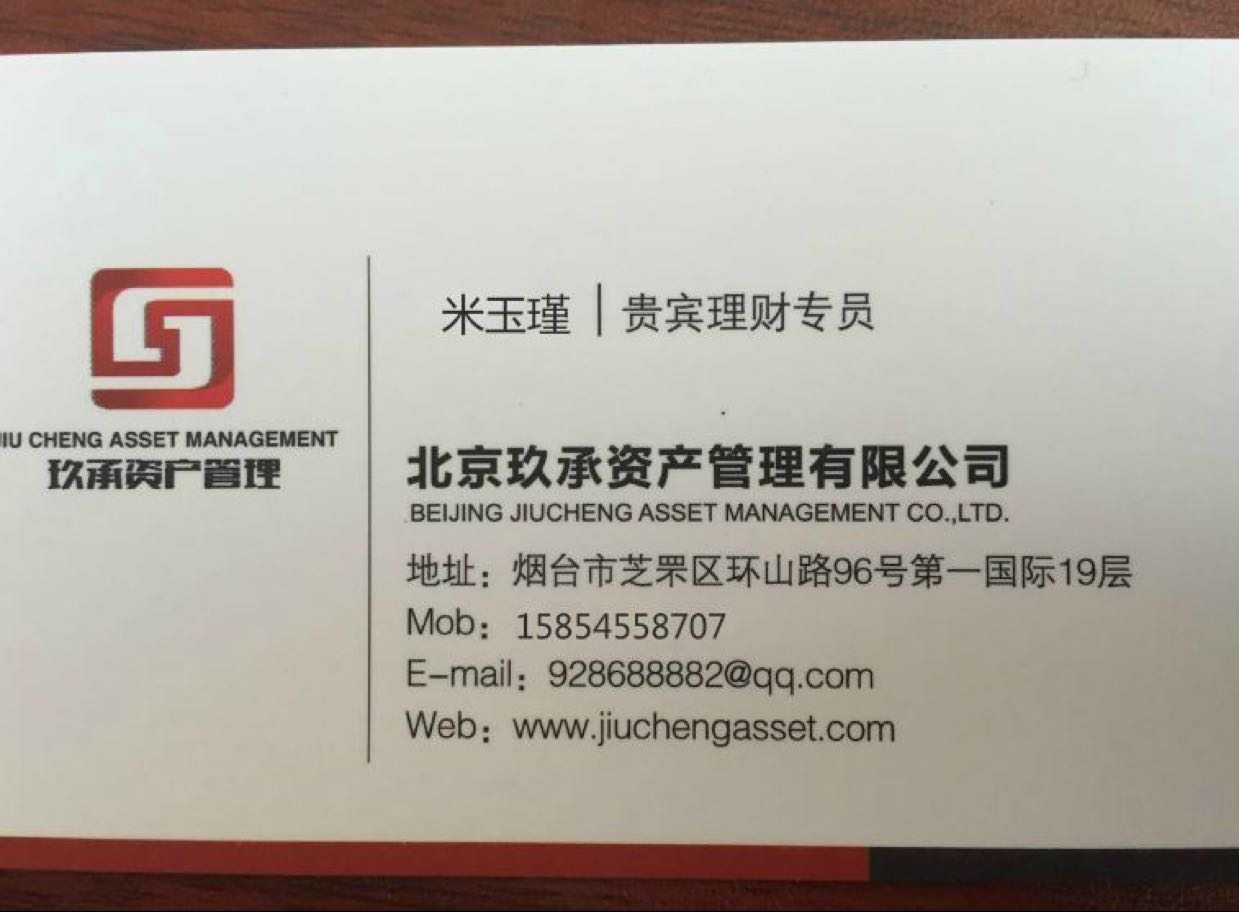 米玉瑾 | 贵宾理财专员
JIU CHENG ASSET MANAGEMENT
玖承资产管理
北京玖承资产管理有限公司
BEIJING JIUCHENG ASSET MANAGEMENT CO.,LTD.
地址：烟台市芝罘区环山路96号第一国际19层
Mob：15854558707
E-mail：928688882@qq.com
Web：www.jiuchengasset.com